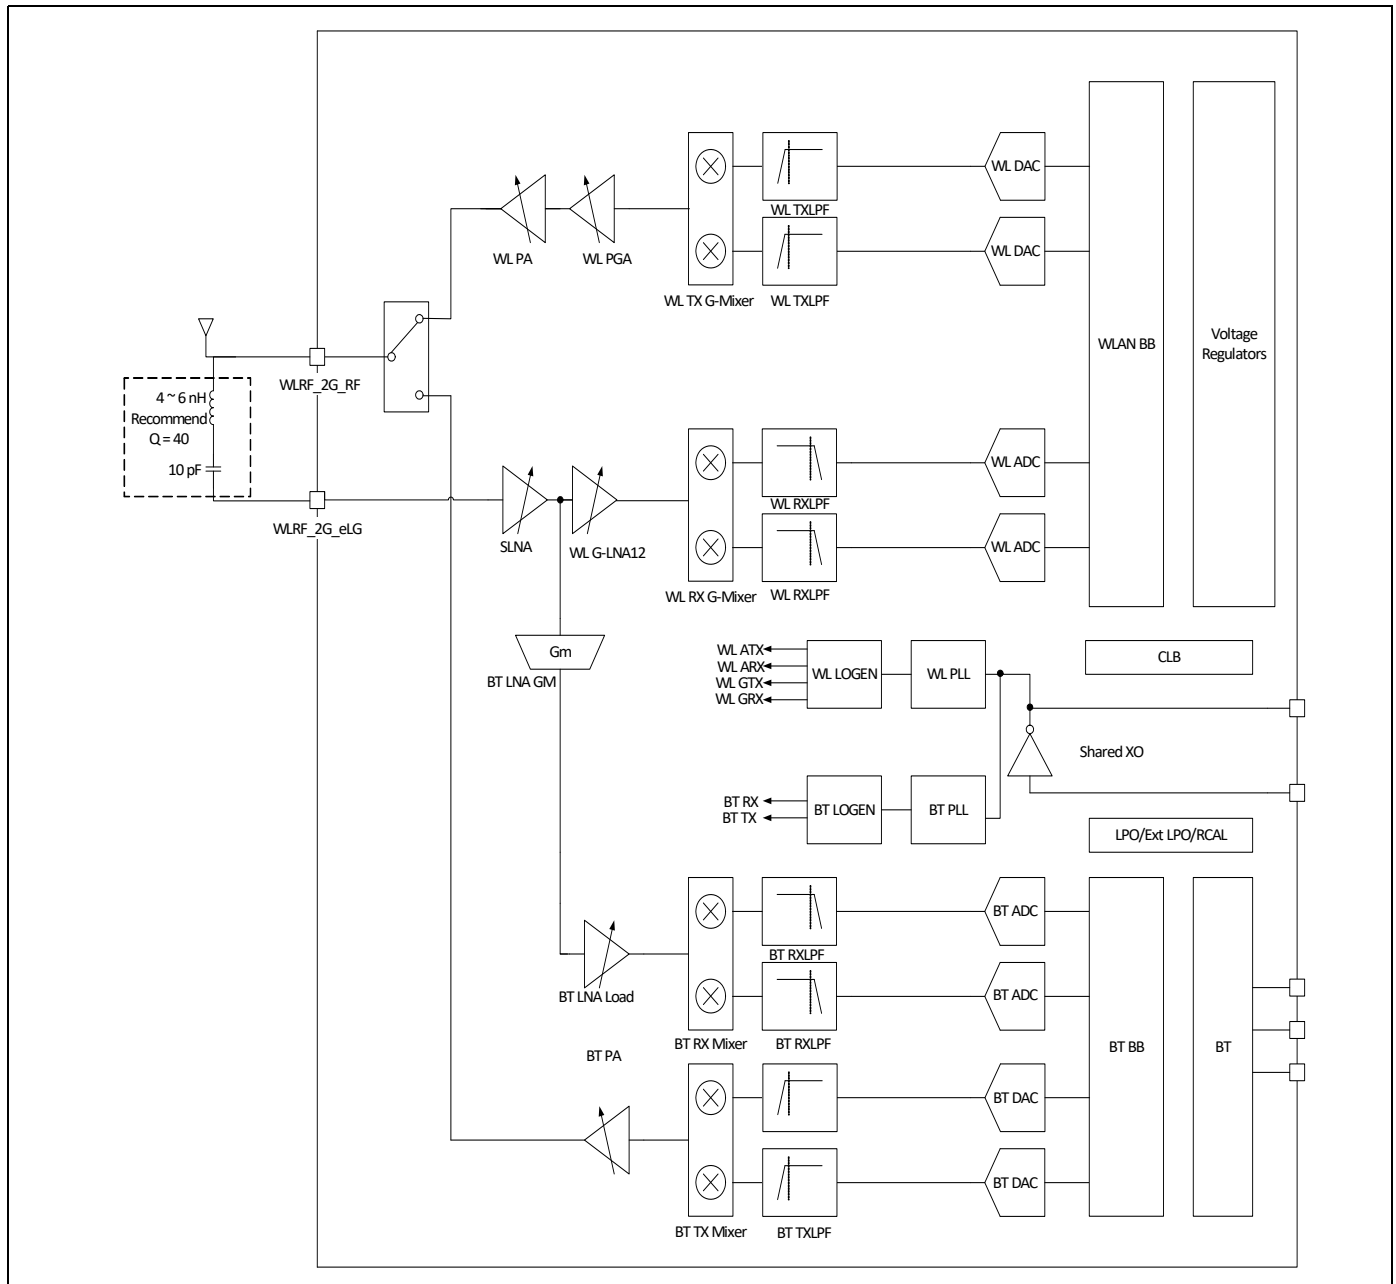 WL DAC
WL TXLPF
WL DAC
WL PA
WL PGA
WL TX G-Mixer
WL TXLPF
WLAN BB
Voltage
Regulators
WLRF_2G_RF
4 ~ 6 nH
Recommend
Q = 40
10 pF
WLRF_2G_eLG
WL ADC
WL RXLPF
WL ADC
SLNA
WL G-LNA12
WL RX G-Mixer
WL RXLPF
Gm
BT LNA GM
WL ATX
WL ARX
WL GTX
WL GRX
WL LOGEN
WL PLL
CLB
Shared XO
BT RX
BT TX
BT LOGEN
BT PLL
LPO/Ext LPO/RCAL
BT ADC
BT RXLPF
BT ADC
BT LNA Load
BT RX Mixer
BT RXLPF
BT PA
BT BB
BT
BT DAC
BT DAC
BT TX Mixer
BT TXLPF